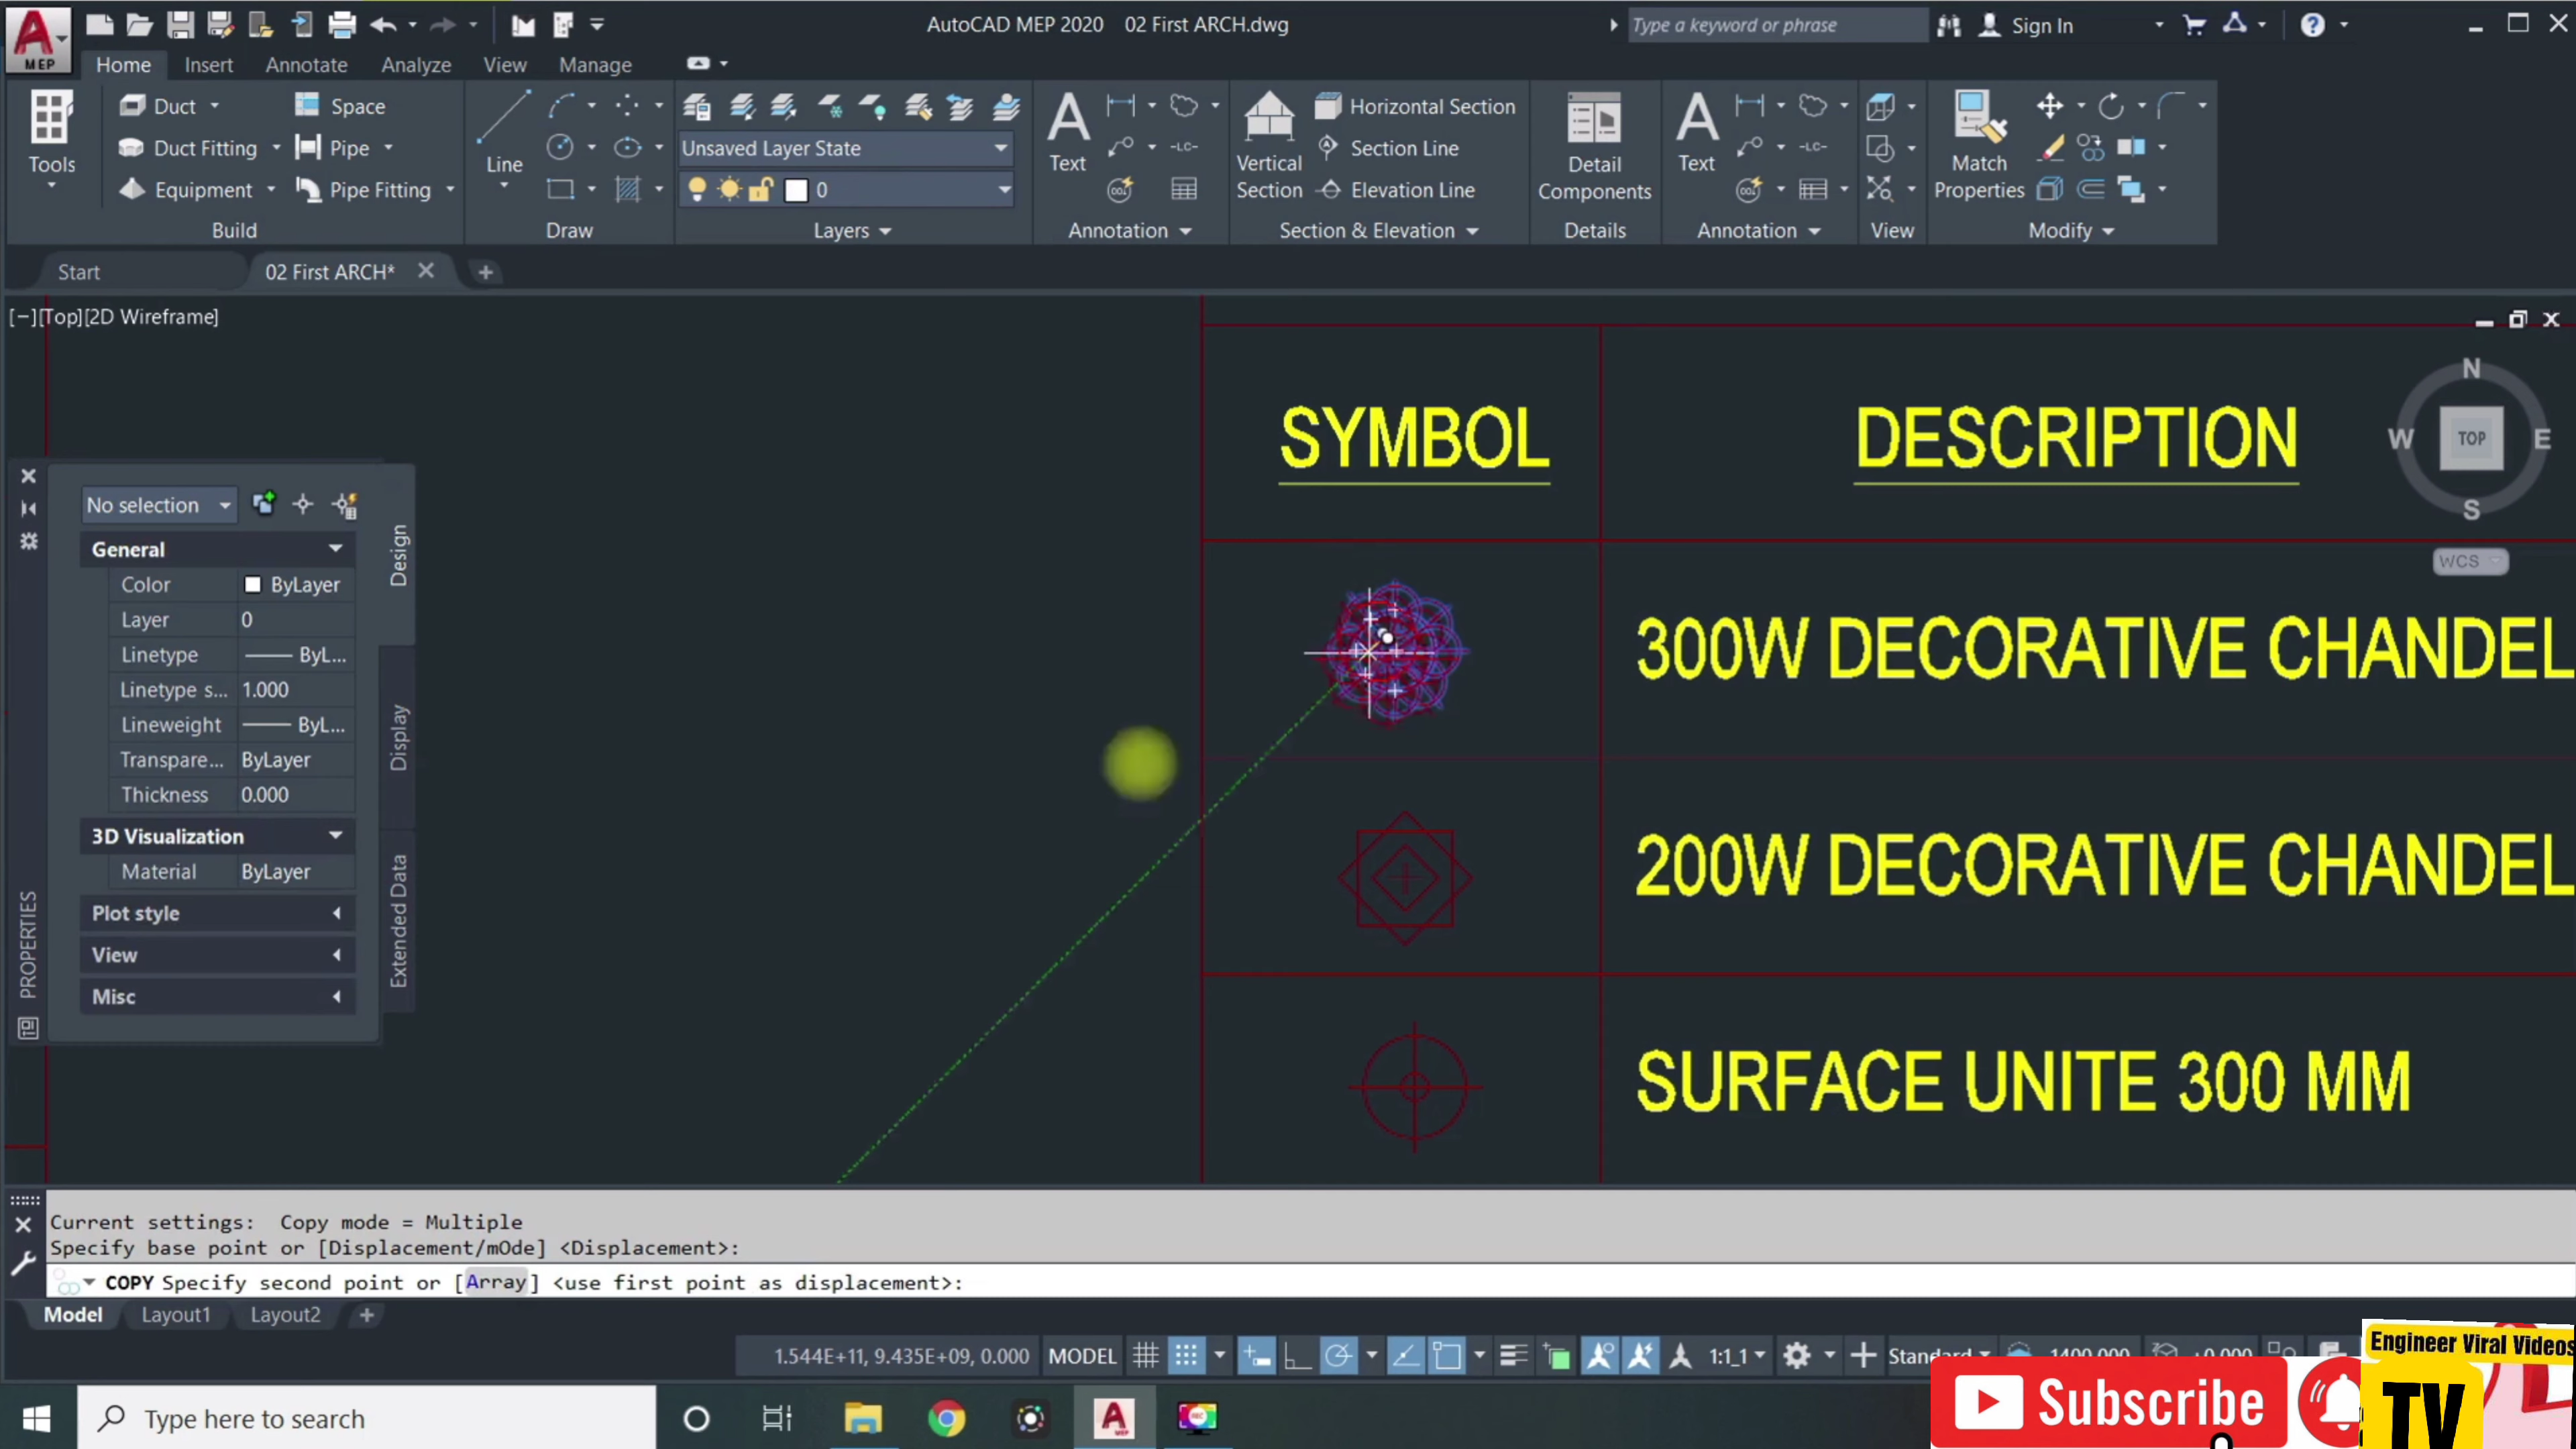 AutoCAD MEP 2020 02 First ARCH.dwg
Type a keyword or phrase
Sign In
MEP
Home Insert Annotate Analyze View Manage
Tools
Duct
Duct Fitting
Equipment
Space
Pipe
Pipe Fitting
Build
Line
Draw
Unsaved Layer State
0
Layers
Text
-LC-
Annotation
Vertical Section
Horizontal Section
Section Line
Elevation Line
Section & Elevation
Detail Components
Details
Text
-LC-
Annotation
View
Match Properties
Modify
Start
02 First ARCH*
[−][Top][2D Wireframe]
SYMBOL DESCRIPTION
N
W TOP E
S
WCS
300W DECORATIVE CHANDEL
200W DECORATIVE CHANDEL
SURFACE UNITE 300 MM
No selection
General
Color ByLayer
Layer 0
Linetype ByL...
Linetype s... 1.000
Lineweight ByL...
Transpare... ByLayer
Thickness 0.000
3D Visualization
Material ByLayer
Plot style
View
Misc
Design
Display
Extended Data
PROPERTIES
Current settings: Copy mode = Multiple
Specify base point or [Displacement/mOde] <Displacement>:
COPY Specify second point or [Array] <use first point as displacement>:
Model Layout1 Layout2
1.544E+11, 9.435E+09, 0.000 MODEL
1:1_1
Standard
Engineer Viral Videos
TV
Subscribe
Type here to search